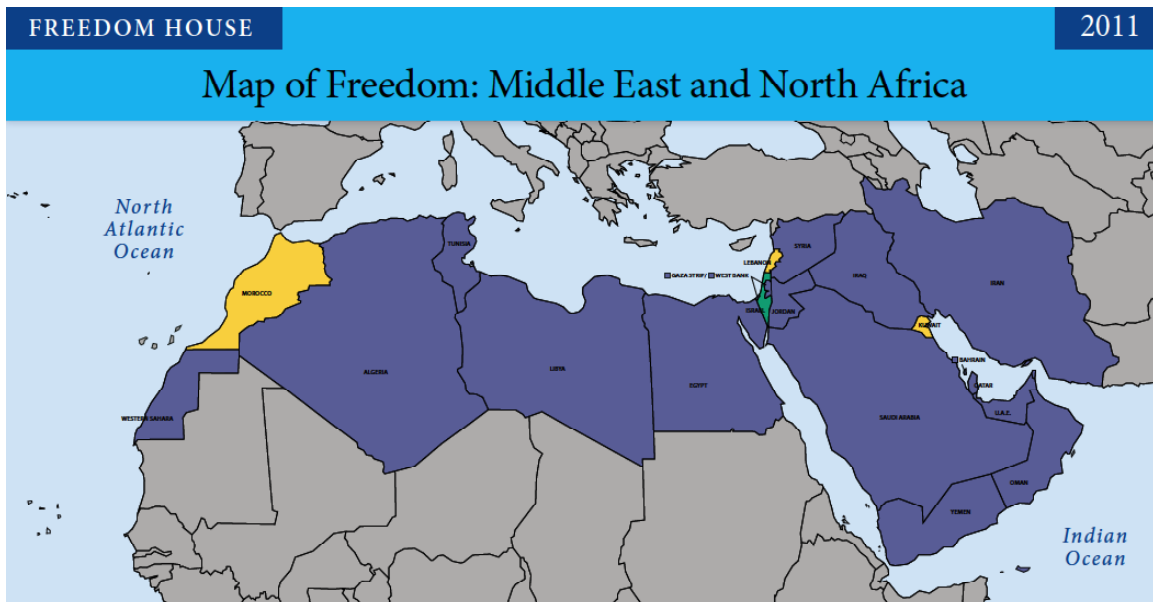 FREEDOM HOUSE
2011
Map of Freedom: Middle East and North Africa
North
Atlantic
Ocean
TUNISIA
LEBANON
SYRIA
GAZA STRIP/ WEST BANK
IRAQ
IRAN
MOROCCO
ISRAEL
JORDAN
KUWAIT
BAHRAIN
ALGERIA
LIBYA
EGYPT
QATAR
WESTERN SAHARA
SAUDI ARABIA
U.A.E.
OMAN
YEMEN
Indian
Ocean